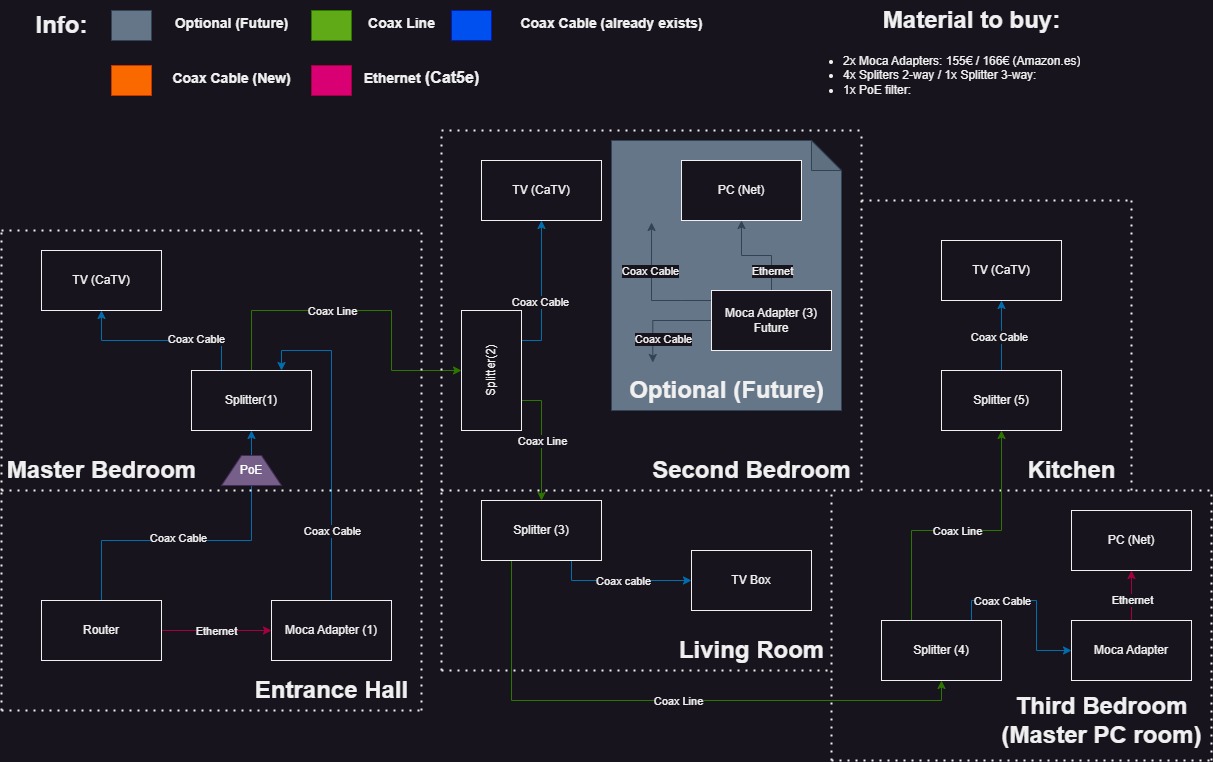 Info:
Optional (Future)
Coax Line
Coax Cable (already exists)
Coax Cable (New)
Ethernet (Cat5e)
Material to buy:
• 2x Moca Adapters: 155€ / 166€ (Amazon.es)
• 4x Spliters 2-way / 1x Splitter 3-way:
• 1x PoE filter:
TV (CaTV)
Coax Cable
Coax Line
Splitter(1)
PoE
Master Bedroom
TV (CaTV)
Coax Cable
Splitter(2)
Coax Line
PC (Net)
Coax Cable
Ethernet
Moca Adapter (3)
Future
Coax Cable
Optional (Future)
Second Bedroom
TV (CaTV)
Coax Cable
Splitter (5)
Kitchen
Coax Cable
Coax Cable
Router
Ethernet
Moca Adapter (1)
Entrance Hall
Splitter (3)
Coax cable
TV Box
Living Room
Coax Line
Coax Line
PC (Net)
Coax Cable
Ethernet
Splitter (4)
Moca Adapter
Third Bedroom
(Master PC room)